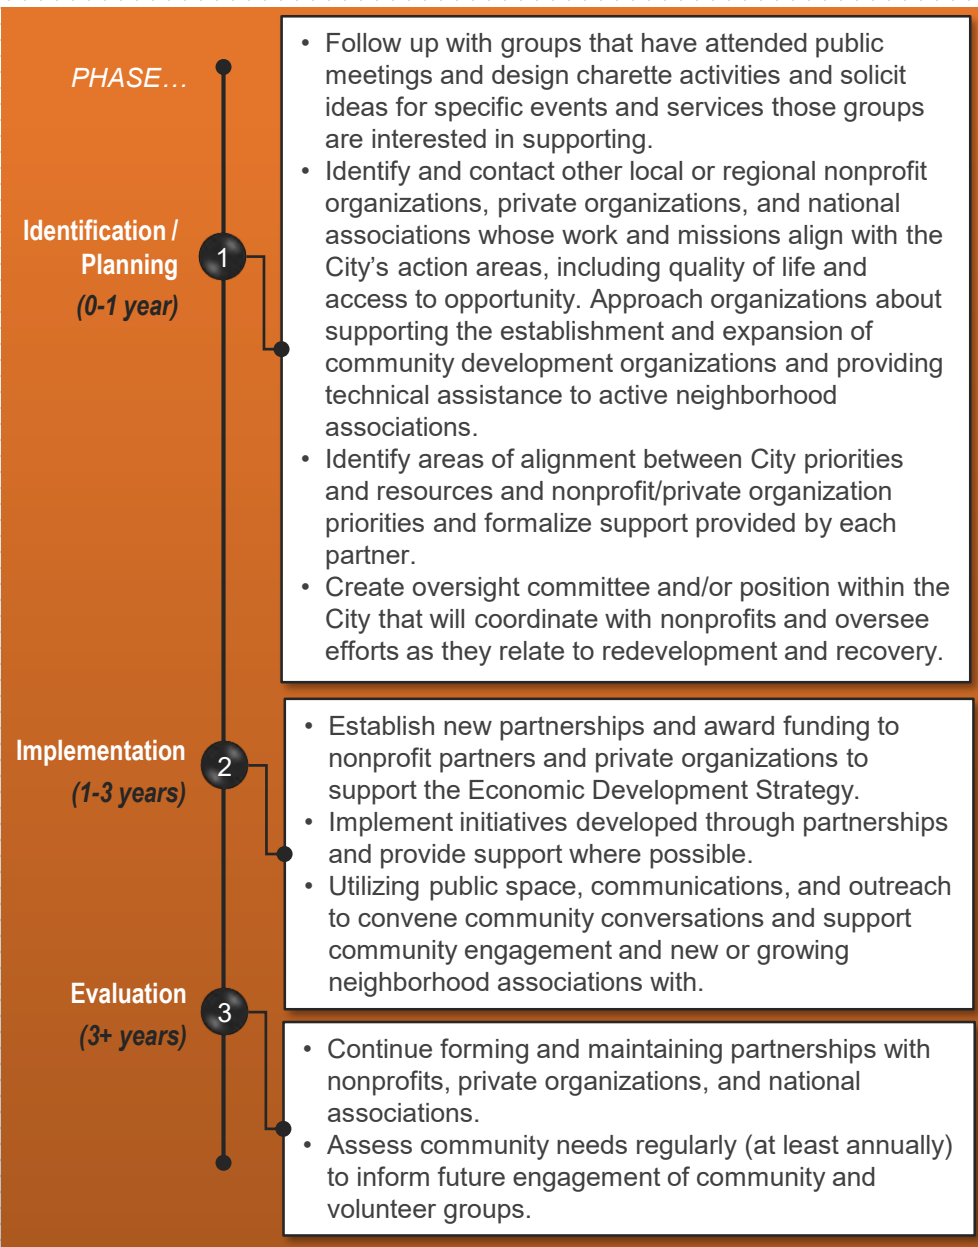 PHASE…
Identification /
Planning
(0-1 year)
1
• Follow up with groups that have attended public
meetings and design charette activities and solicit
ideas for specific events and services those groups
are interested in supporting.
• Identify and contact other local or regional nonprofit
organizations, private organizations, and national
associations whose work and missions align with the
City’s action areas, including quality of life and
access to opportunity. Approach organizations about
supporting the establishment and expansion of
community development organizations and providing
technical assistance to active neighborhood
associations.
• Identify areas of alignment between City priorities
and resources and nonprofit/private organization
priorities and formalize support provided by each
partner.
• Create oversight committee and/or position within the
City that will coordinate with nonprofits and oversee
efforts as they relate to redevelopment and recovery.
Implementation
(1-3 years)
2
• Establish new partnerships and award funding to
nonprofit partners and private organizations to
support the Economic Development Strategy.
• Implement initiatives developed through partnerships
and provide support where possible.
• Utilizing public space, communications, and outreach
to convene community conversations and support
community engagement and new or growing
neighborhood associations with.
Evaluation
(3+ years)
3
• Continue forming and maintaining partnerships with
nonprofits, private organizations, and national
associations.
• Assess community needs regularly (at least annually)
to inform future engagement of community and
volunteer groups.